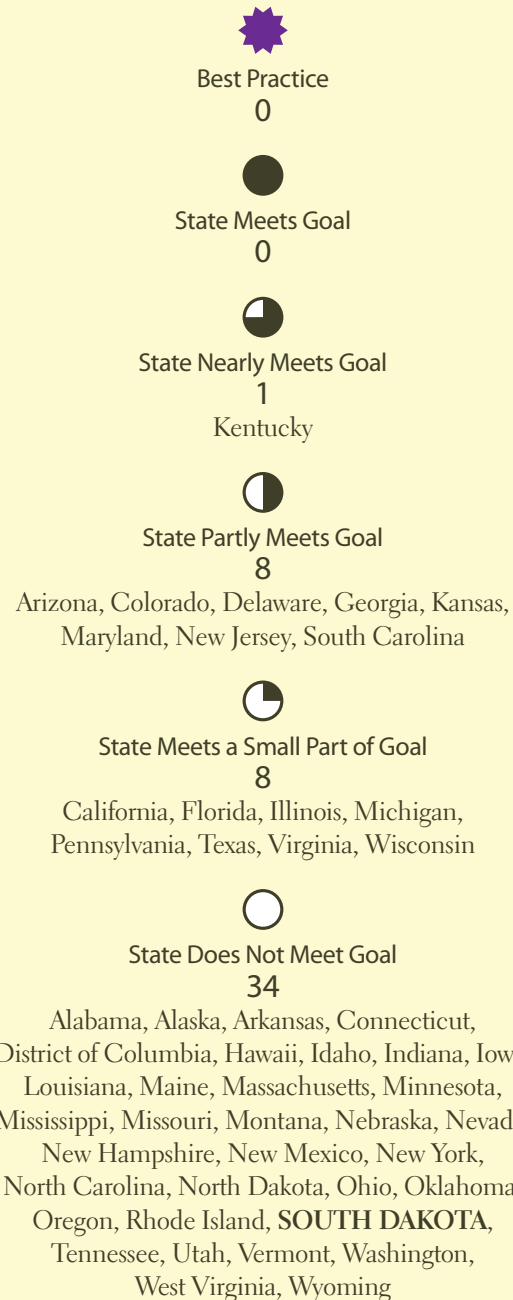 Best Practice
0
State Meets Goal
0
State Nearly Meets Goal
1
Kentucky
State Partly Meets Goal
8
Arizona, Colorado, Delaware, Georgia, Kansas,
Maryland, New Jersey, South Carolina
State Meets a Small Part of Goal
8
California, Florida, Illinois, Michigan,
Pennsylvania, Texas, Virginia, Wisconsin
State Does Not Meet Goal
34
Alabama, Alaska, Arkansas, Connecticut,
District of Columbia, Hawaii, Idaho, Indiana, Iow
Louisiana, Maine, Massachusetts, Minnesota,
Mississippi, Missouri, Montana, Nebraska, Nevad
New Hampshire, New Mexico, New York,
North Carolina, North Dakota, Ohio, Oklahoma
Oregon, Rhode Island, SOUTH DAKOTA,
Tennessee, Utah, Vermont, Washington,
West Virginia, Wyoming